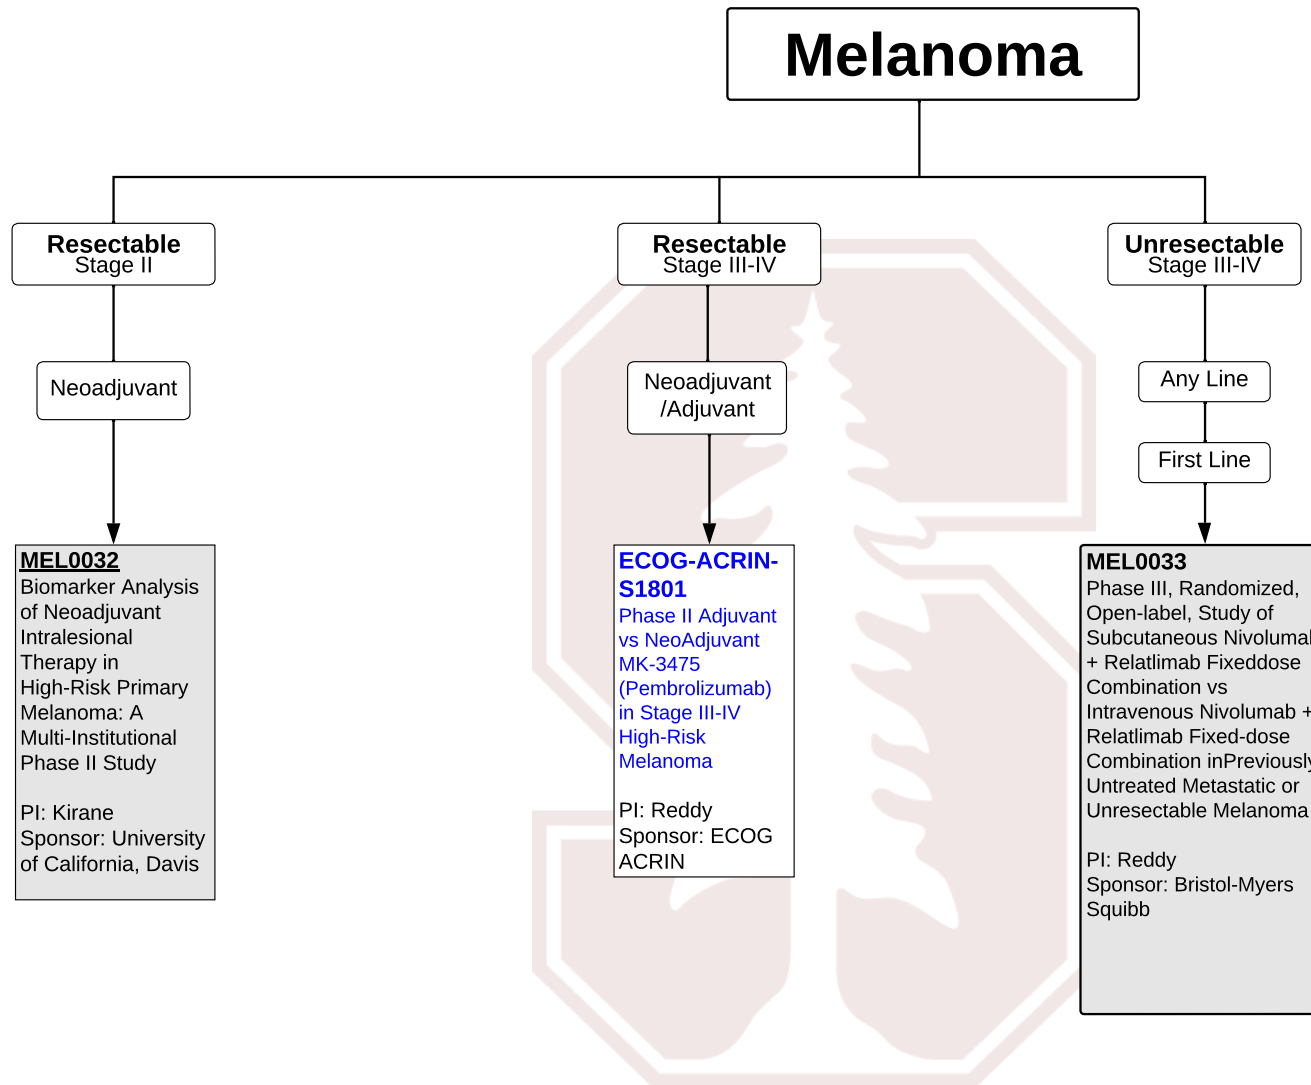 Melanoma
Resectable
Stage II
Resectable
Stage III-IV
Unresectable
Stage III-IV
Neoadjuvant
Neoadjuvant
/Adjuvant
Any Line
First Line
MEL0032
Biomarker Analysis
of Neoadjuvant
Intralesional
Therapy in
High-Risk Primary
Melanoma: A
Multi-Institutional
Phase II Study
PI: Kirane
Sponsor: University
of California, Davis
ECOG-ACRIN-
S1801
Phase II Adjuvant
vs NeoAdjuvant
MK-3475
(Pembrolizumab)
in Stage III-IV
High-Risk
Melanoma
PI: Reddy
Sponsor: ECOG
ACRIN
MEL0033
Phase III, Randomized,
Open-label, Study of
Subcutaneous Nivolumab
+ Relatlimab Fixeddose
Combination vs
Intravenous Nivolumab +
Relatlimab Fixed-dose
Combination inPreviously
Untreated Metastatic or
Unresectable Melanoma
PI: Reddy
Sponsor: Bristol-Myers
Squibb